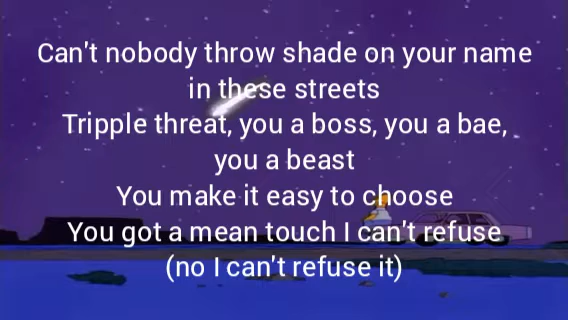 Can't nobody throw shade on your name
in these streets
Tripple threat, you a boss, you a bae,
you a beast
You make it easy to choose
You got a mean touch I can't refuse
(no I can't refuse it)